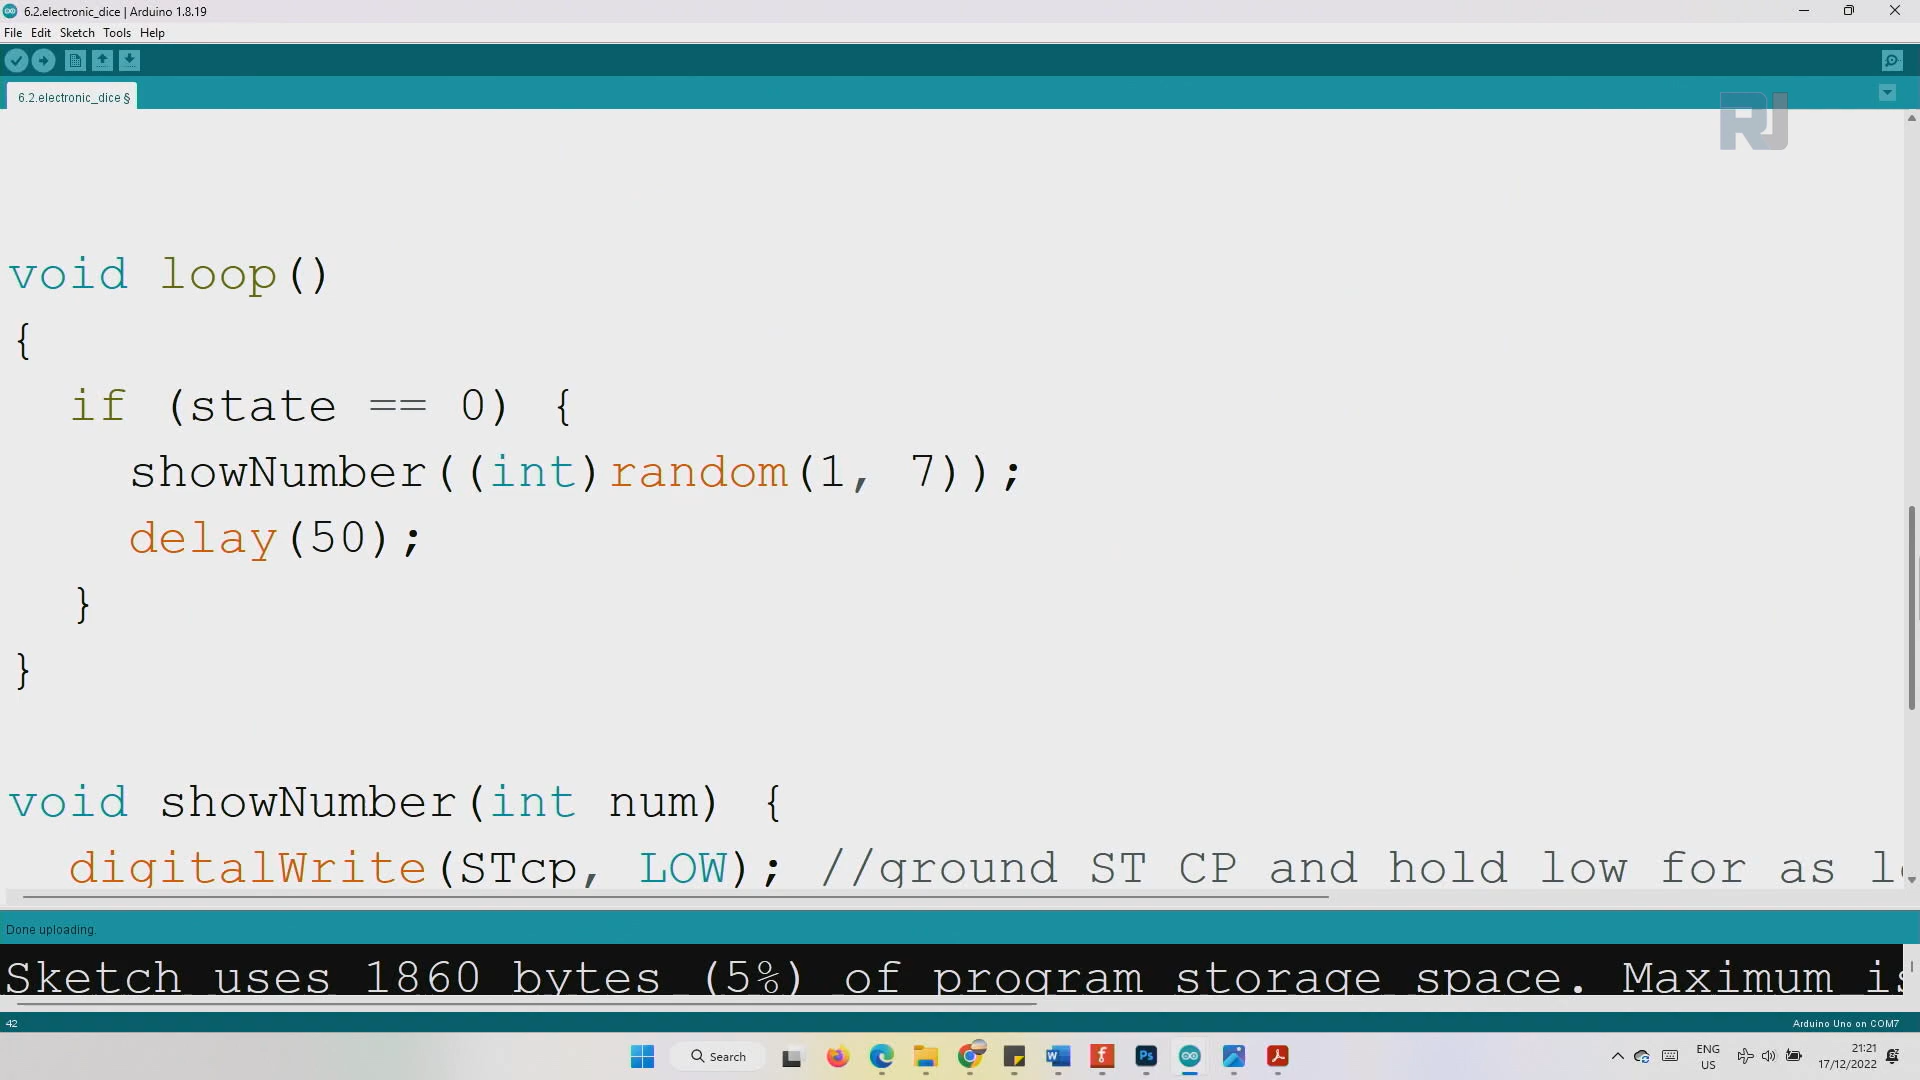 6.2.electronic_dice | Arduino 1.8.19
File Edit Sketch Tools Help
6.2.electronic_dice §
RJ
void loop()
{
if (state == 0) {
showNumber((int)random(1, 7));
delay(50);
}
}
void showNumber(int num) {
digitalWrite(STcp, LOW); //ground ST CP and hold low for as
Done uploading.
Sketch uses 1860 bytes (5%) of program storage space. Maximum
42
Arduino Uno on COM7
Search
ENG
US
21:21
17/12/2022